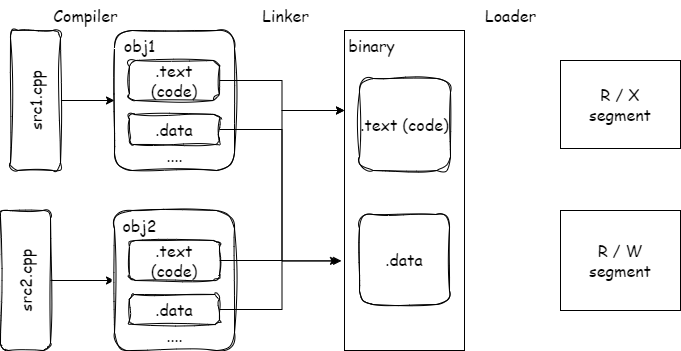 Compiler
Linker
Loader
src1.cpp
obj1
.text
(code)
.data
....
binary
.text (code)
R / X
segment
src2.cpp
obj2
.text
(code)
.data
....
.data
R / W
segment